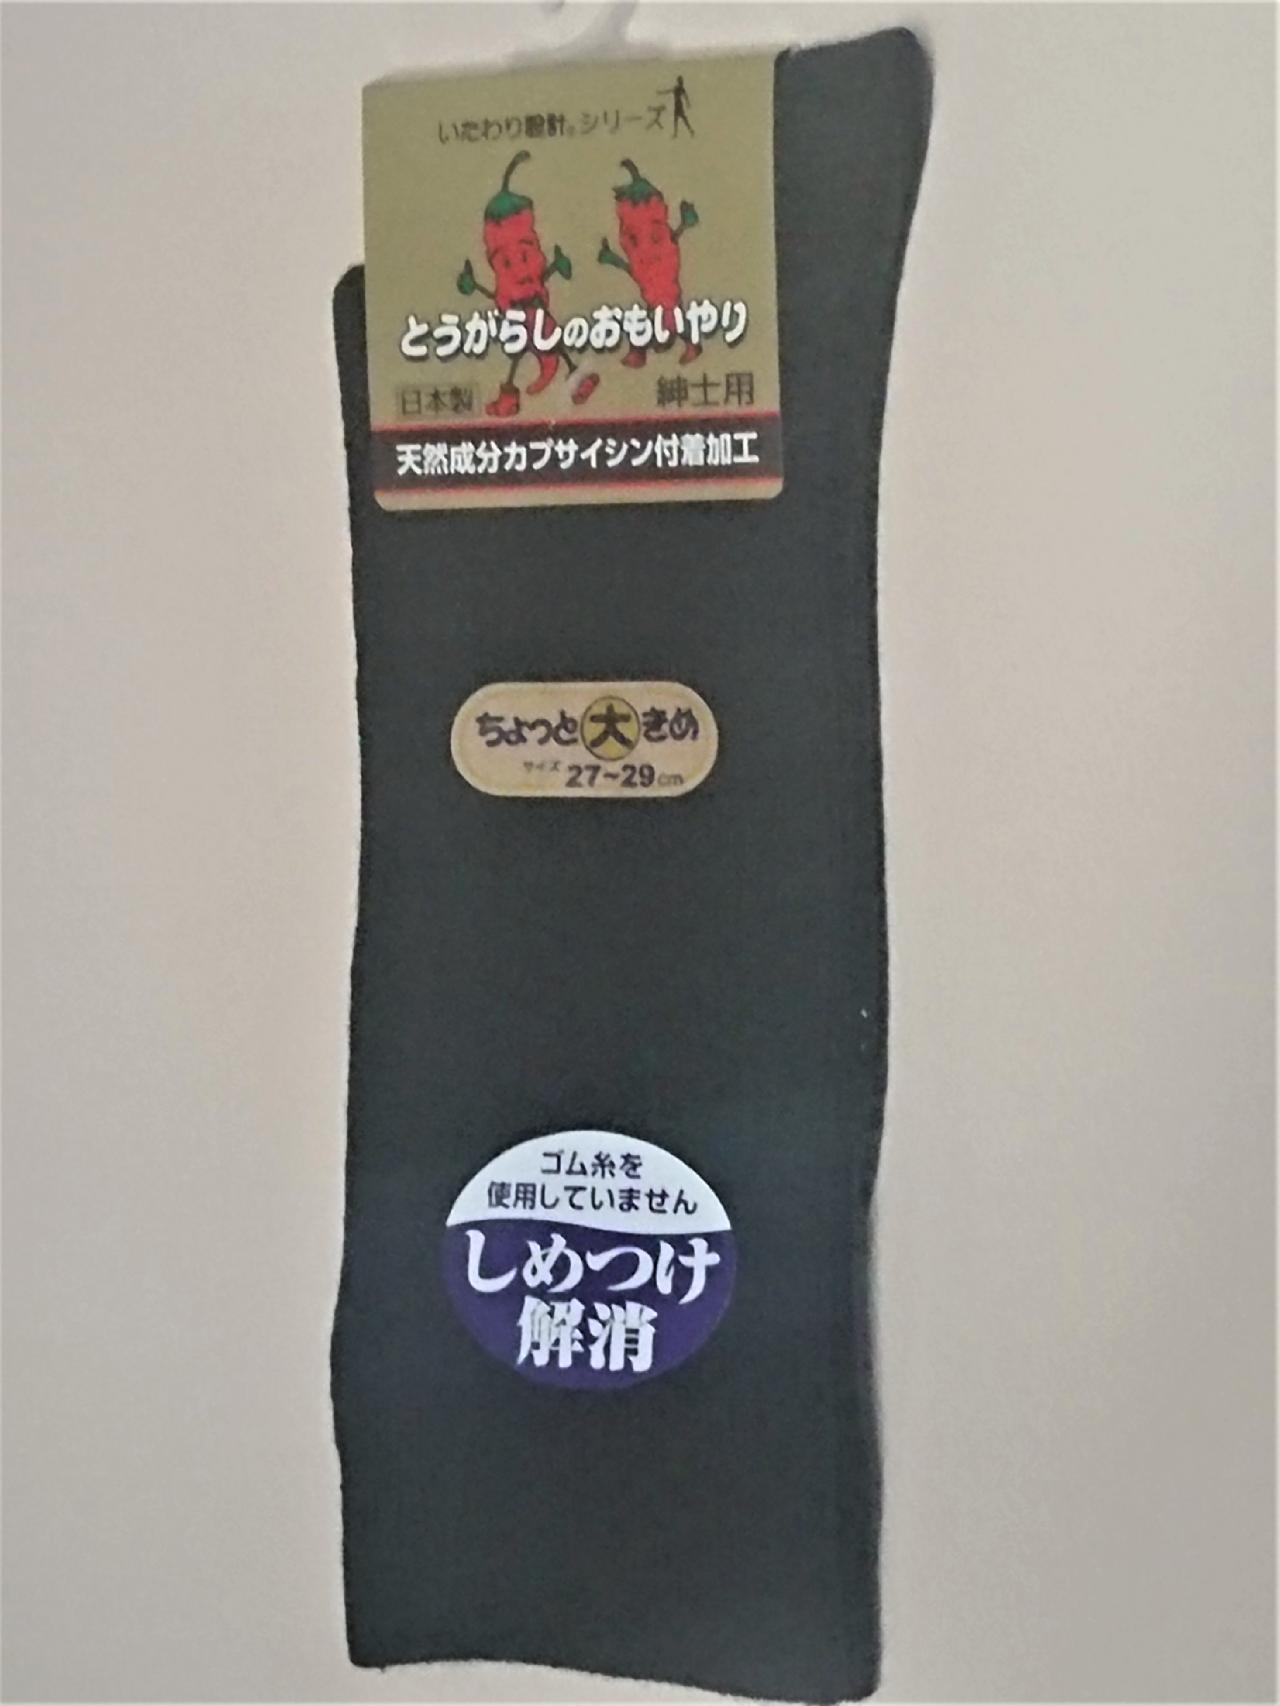 いたわり設計®シリーズ
とうがらしのおもいやり
日本製 紳士用
天然成分カプサイシン付着加工
ちょっと大きめ
サイズ 27~29cm
ゴム糸を
使用していません
しめつけ
解消